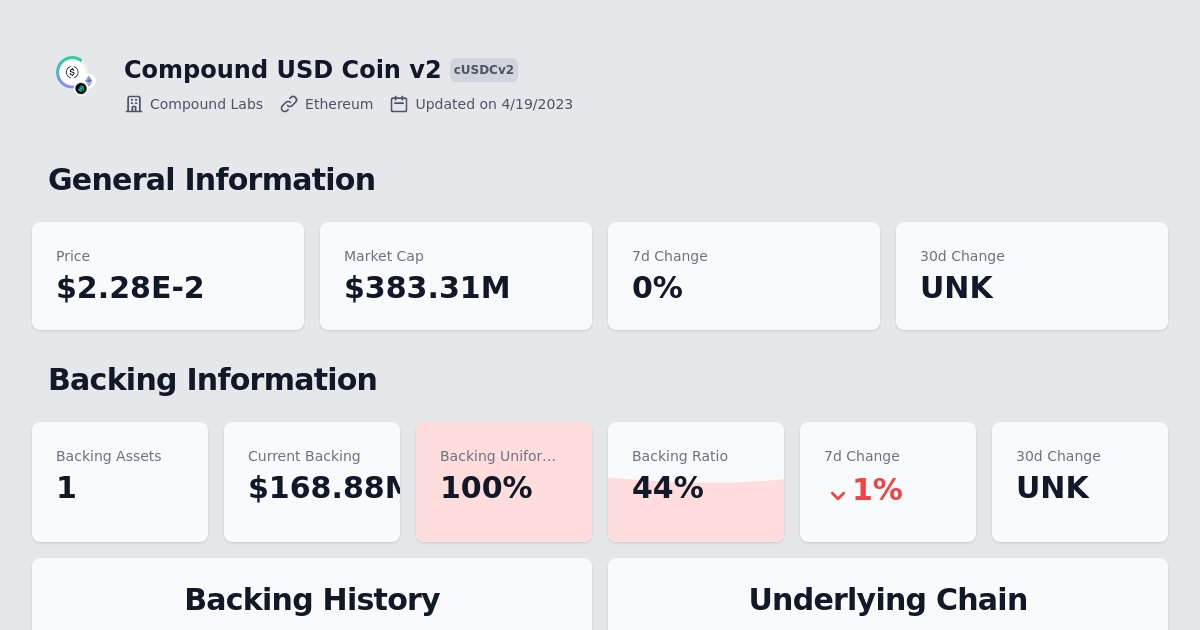 Compound USD Coin v2 cUSDCv2
Compound Labs Ethereum Updated on 4/19/2023
General Information
Price Market Cap 7d Change 30d Change
$2.28E-2 $383.31M 0% UNK
Backing Information
Backing Assets Current Backing Backing Unifor... Backing Ratio 7d Change 30d Change
1 $168.88M 100% 44% 1% UNK
Backing History Underlying Chain